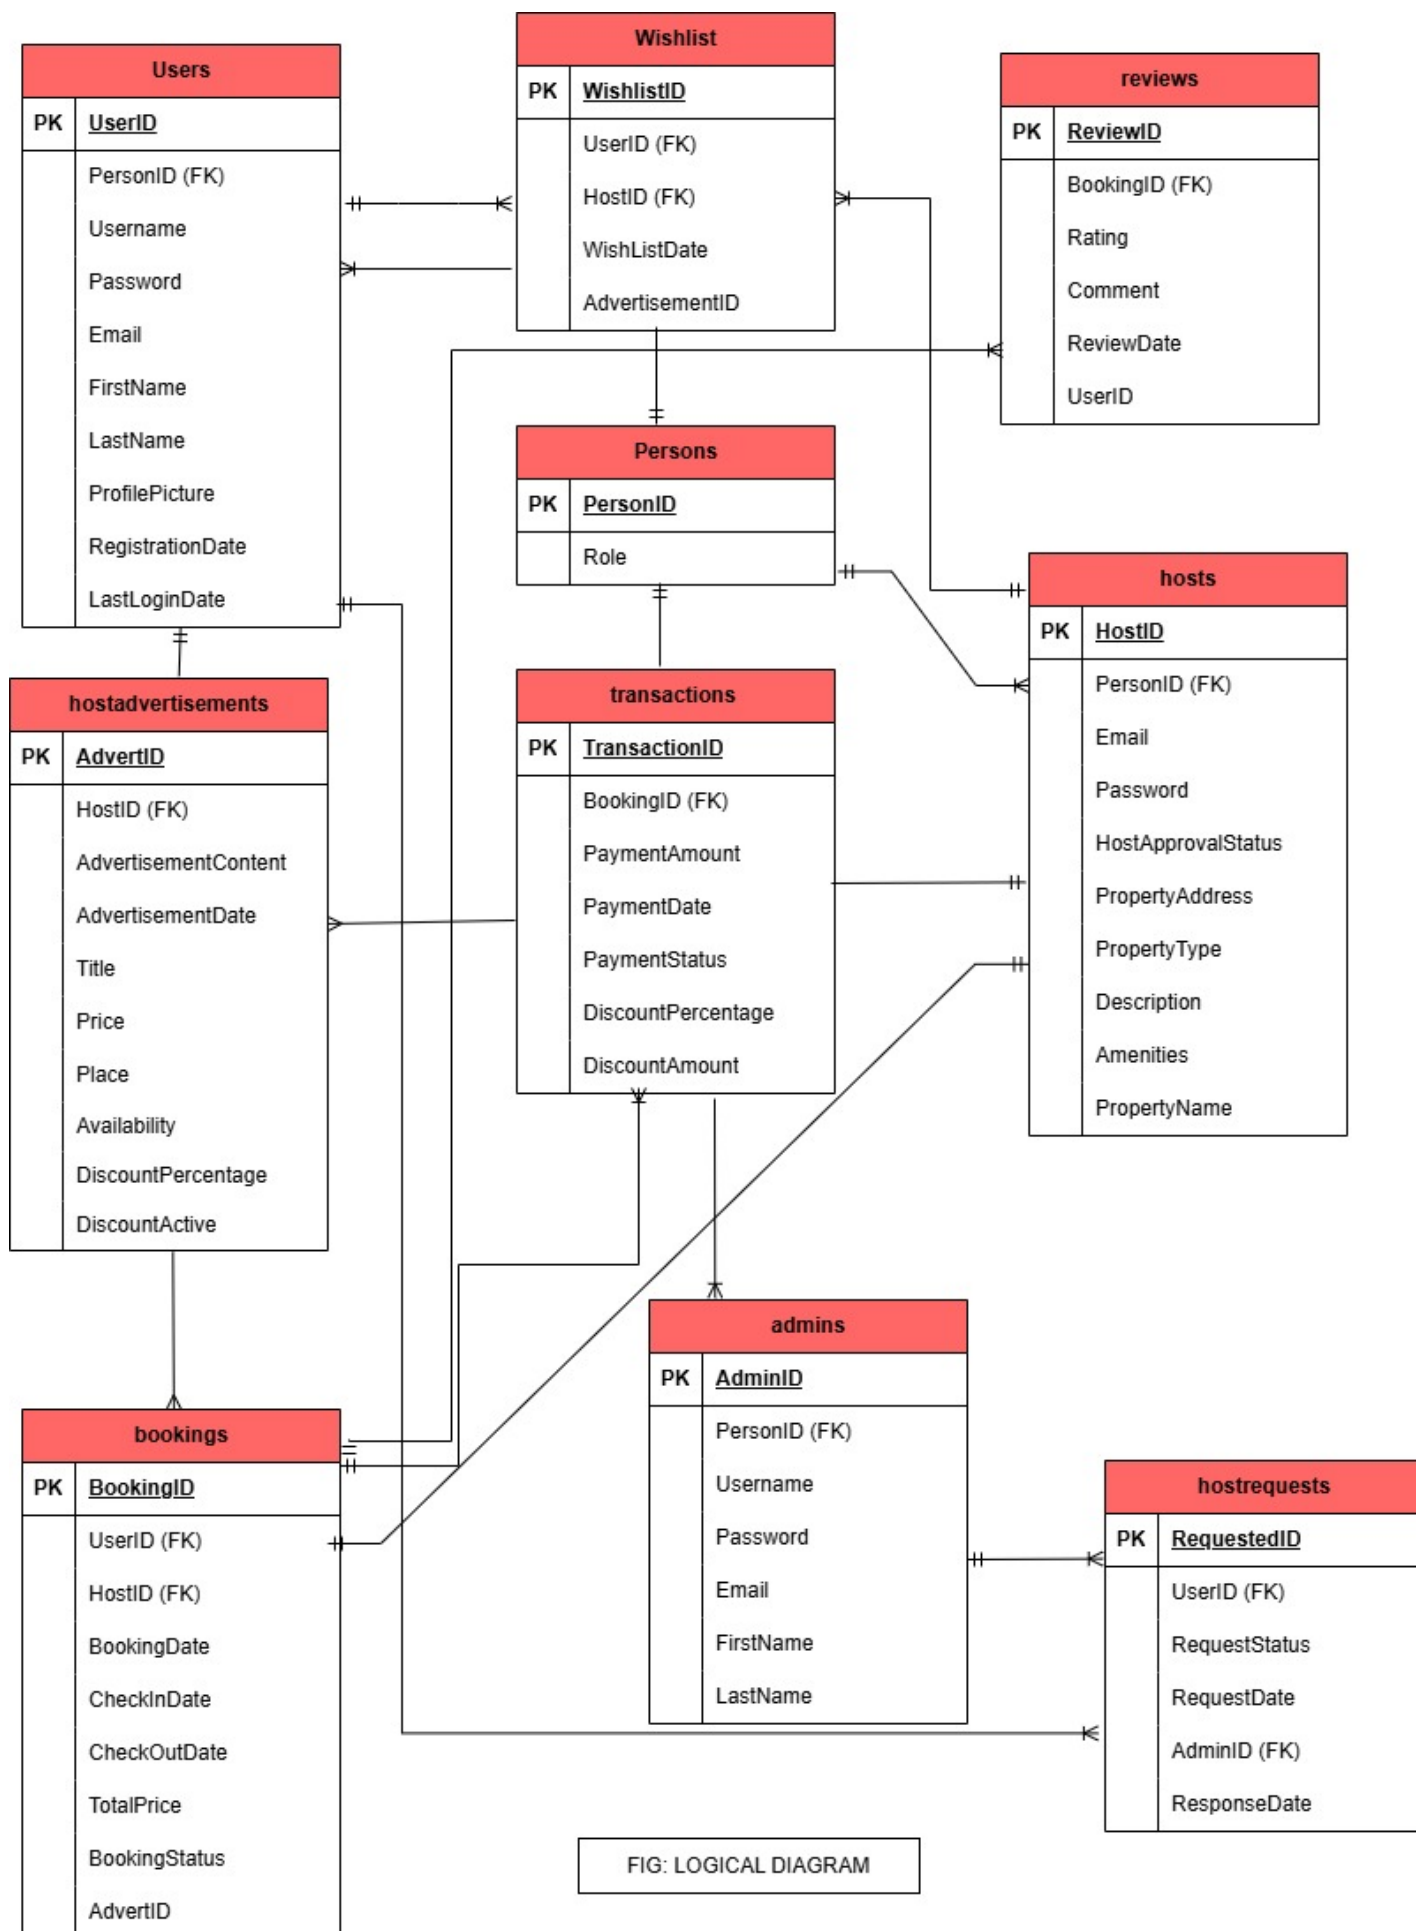 Users
PK UserID
PersonID (FK)
Username
Password
Email
FirstName
LastName
ProfilePicture
RegistrationDate
LastLoginDate
Wishlist
PK WishlistID
UserID (FK)
HostID (FK)
WishListDate
AdvertisementID
reviews
PK ReviewID
BookingID (FK)
Rating
Comment
ReviewDate
UserID
Persons
PK PersonID
Role
hosts
PK HostID
PersonID (FK)
Email
Password
HostApprovalStatus
PropertyAddress
PropertyType
Description
Amenities
PropertyName
hostadvertisements
PK AdvertID
HostID (FK)
AdvertisementContent
AdvertisementDate
Title
Price
Place
Availability
DiscountPercentage
DiscountActive
transactions
PK TransactionID
BookingID (FK)
PaymentAmount
PaymentDate
PaymentStatus
DiscountPercentage
DiscountAmount
admins
PK AdminID
PersonID (FK)
Username
Password
Email
FirstName
LastName
bookings
PK BookingID
UserID (FK)
HostID (FK)
BookingDate
CheckInDate
CheckOutDate
TotalPrice
BookingStatus
AdvertID
hostrequests
PK RequestedID
UserID (FK)
RequestStatus
RequestDate
AdminID (FK)
ResponseDate
FIG: LOGICAL DIAGRAM